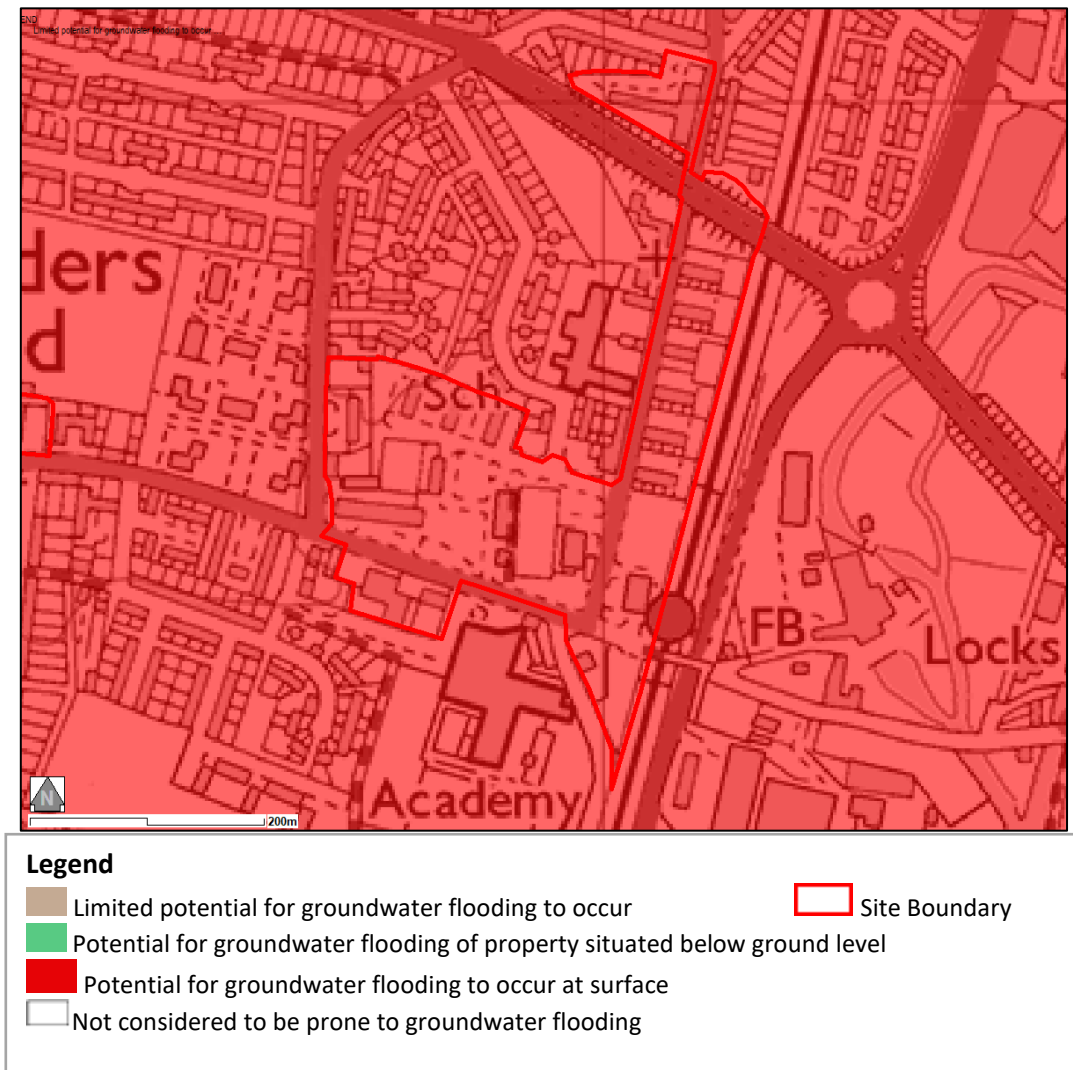 END
Limited potential for groundwater flooding to occur
ders
d
Sch
FB
Locks
Academy
N
200m
Legend
Limited potential for groundwater flooding to occur
Site Boundary
Potential for groundwater flooding of property situated below ground level
Potential for groundwater flooding to occur at surface
Not considered to be prone to groundwater flooding